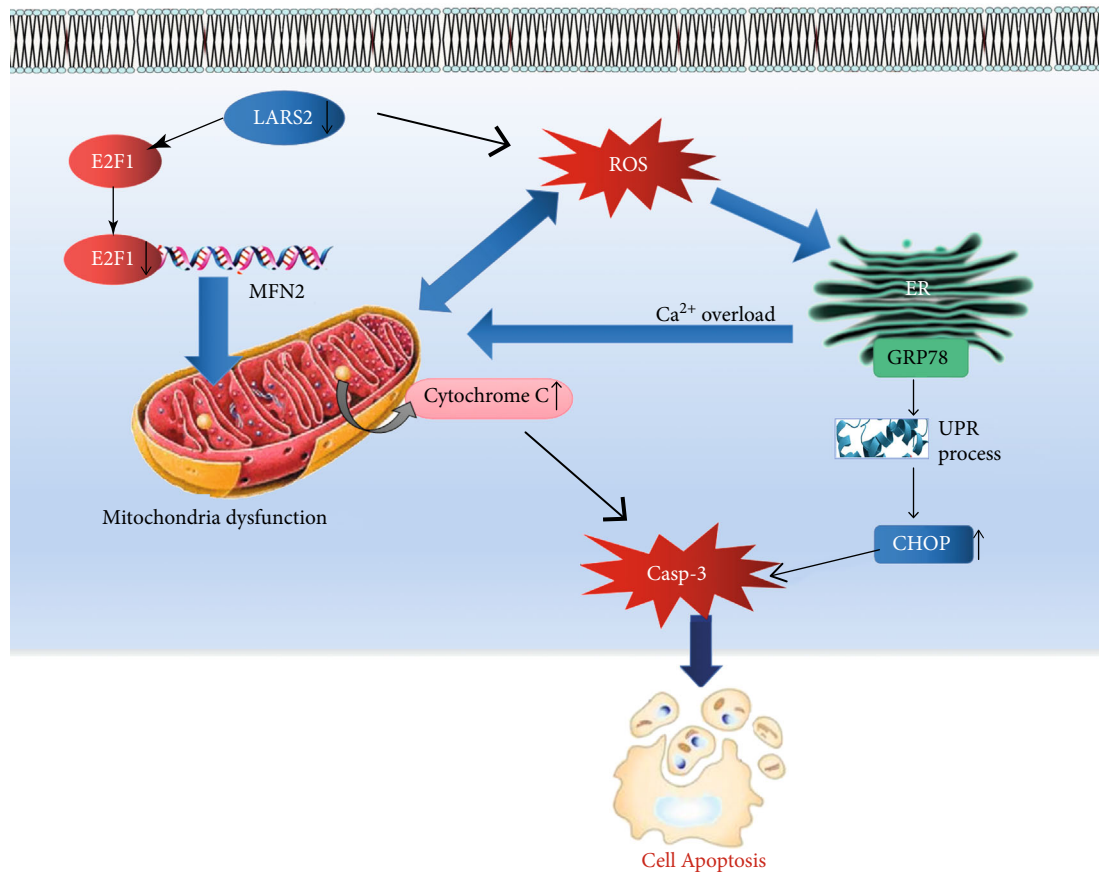 LARS2↓
E2F1
ROS
E2F1↓
MFN2
ER
Ca²⁺ overload
GRP78
Cytochrome C↑
UPR
process
Mitochondria dysfunction
CHOP↑
Casp-3
Cell Apoptosis